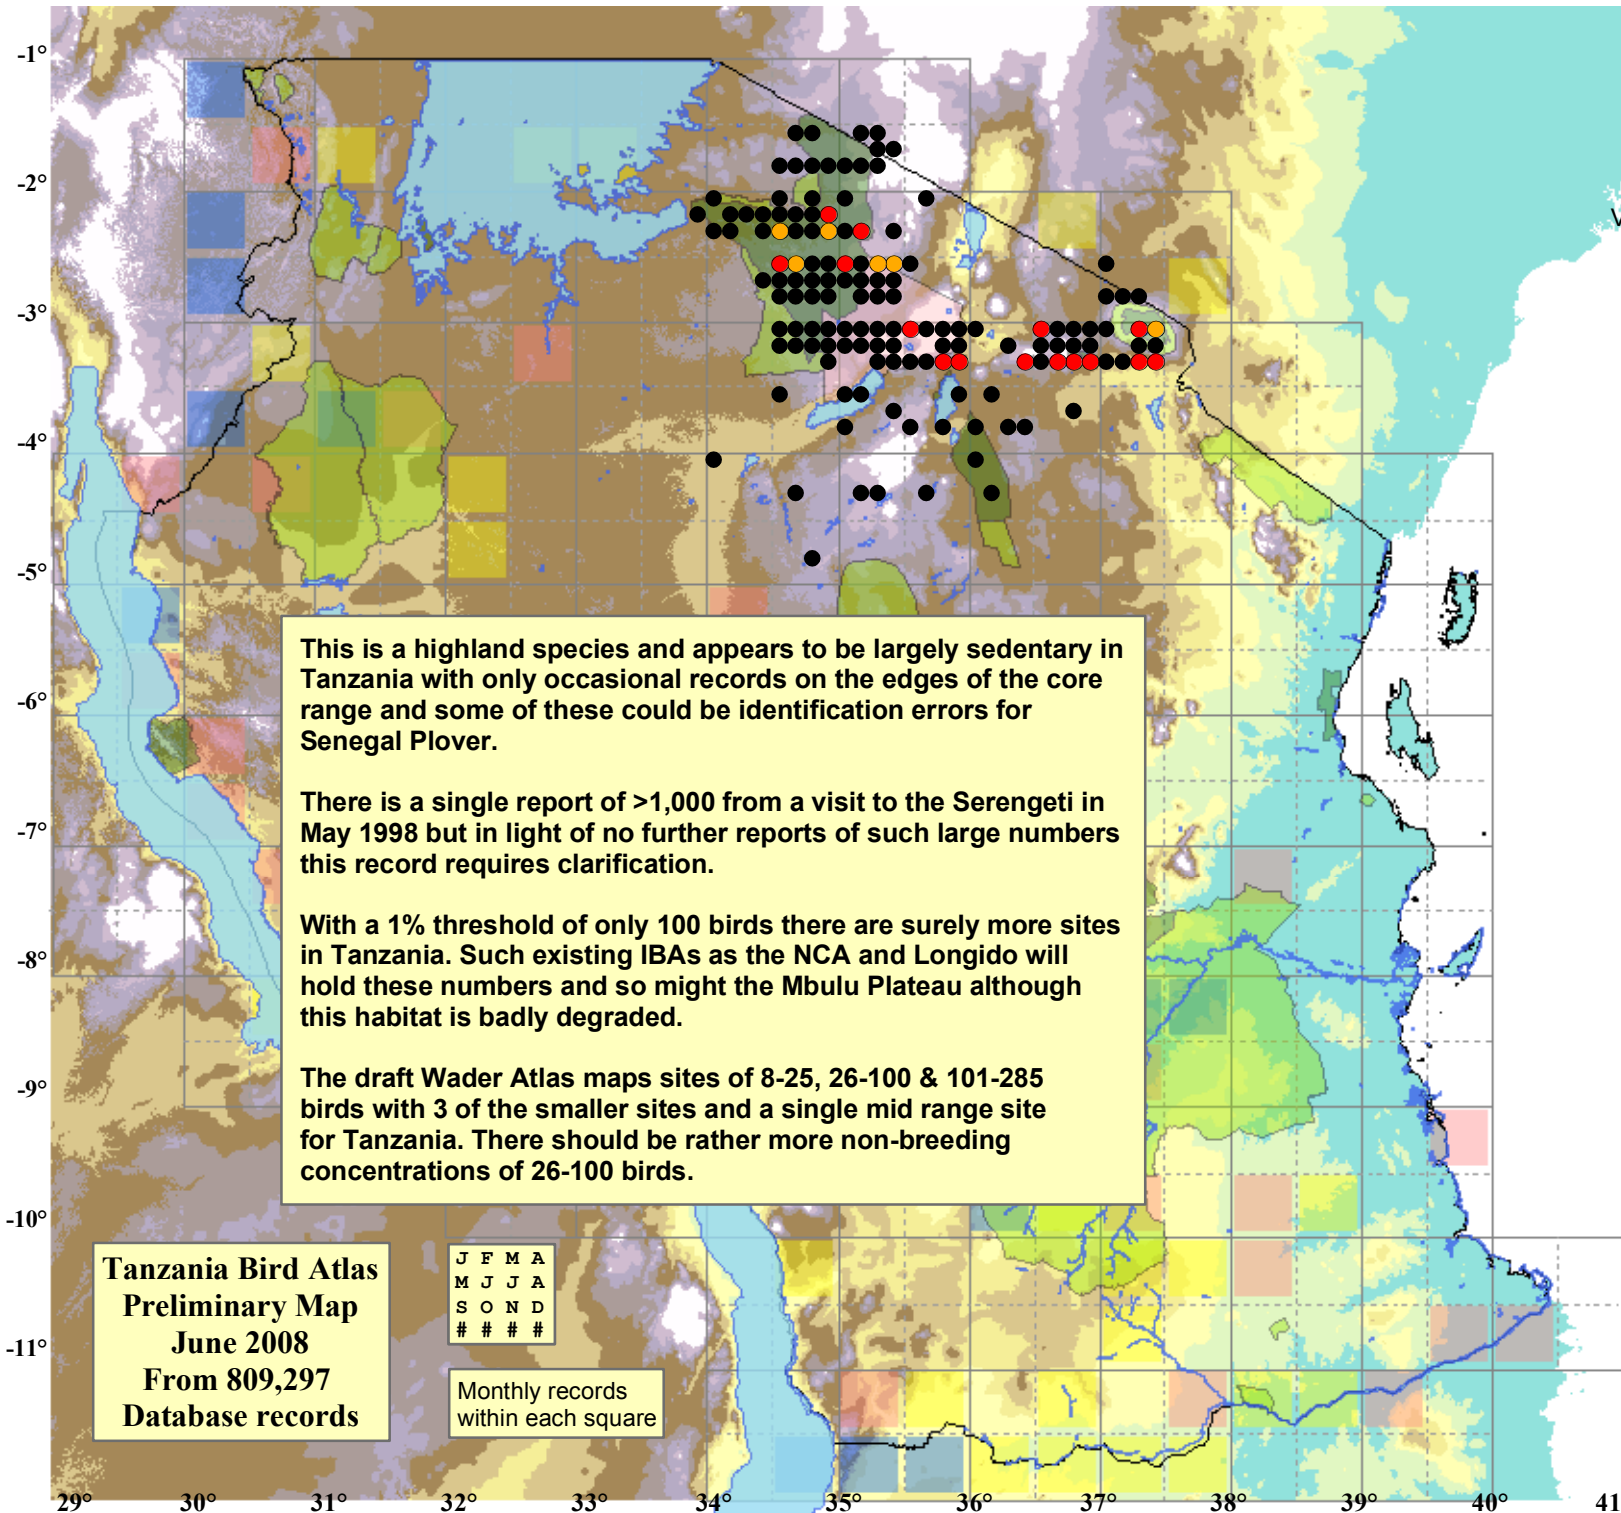 -1°
-2°
-3°
-4°
-5°
-6°
-7°
-8°
-9°
-10°
-11°
V
This is a highland species and appears to be largely sedentary in
Tanzania with only occasional records on the edges of the core
range and some of these could be identification errors for
Senegal Plover.
There is a single report of >1,000 from a visit to the Serengeti in
May 1998 but in light of no further reports of such large numbers
this record requires clarification.
With a 1% threshold of only 100 birds there are surely more sites
in Tanzania. Such existing IBAs as the NCA and Longido will
hold these numbers and so might the Mbulu Plateau although
this habitat is badly degraded.
The draft Wader Atlas maps sites of 8-25, 26-100 & 101-285
birds with 3 of the smaller sites and a single mid range site
for Tanzania. There should be rather more non-breeding
concentrations of 26-100 birds.
Tanzania Bird Atlas
Preliminary Map
June 2008
From 809,297
Database records
J F M A
M J J A
S O N D
# # # #
Monthly records
within each square
29° 30° 31° 32° 33° 34° 35° 36° 37° 38° 39° 40° 41